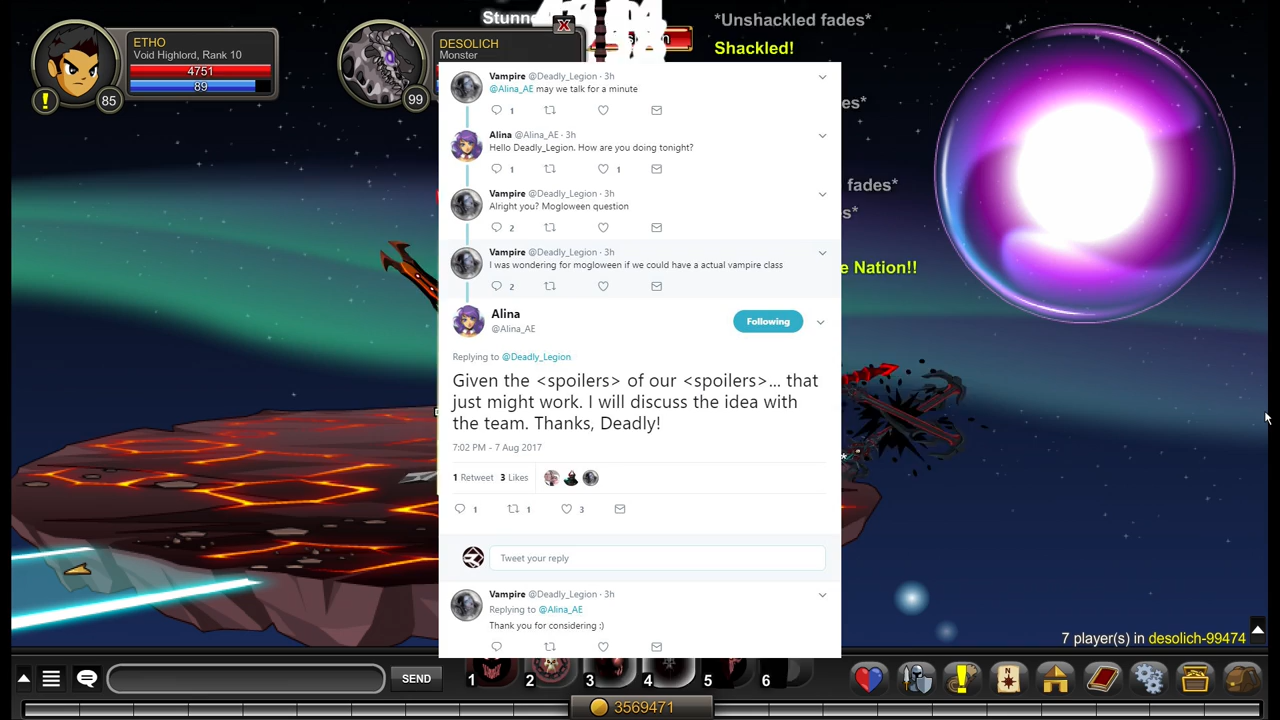 *Unshackled fades*
Stunne
ETHO
Void Highlord, Rank 10
4751
89
85
DESOLICH
Monster
99
Shackled!
fades*
e Nation!!
Vampire @Deadly_Legion · 3h
@Alina_AE may we talk for a minute
1
Alina @Alina_AE · 3h
Hello Deadly_Legion. How are you doing tonight?
1 1
Vampire @Deadly_Legion · 3h
Alright you? Mogloween question
2
Vampire @Deadly_Legion · 3h
I was wondering for mogloween if we could have a actual vampire class
2
Alina
@Alina_AE
Following
Replying to @Deadly_Legion
Given the <spoilers> of our <spoilers>... that
just might work. I will discuss the idea with
the team. Thanks, Deadly!
7:02 PM - 7 Aug 2017
1 Retweet 3 Likes
1 1 3
Tweet your reply
Vampire @Deadly_Legion · 3h
Replying to @Alina_AE
Thank you for considering :)
7 player(s) in desolich-99474
SEND
1 2 3 4 5 6
3569471